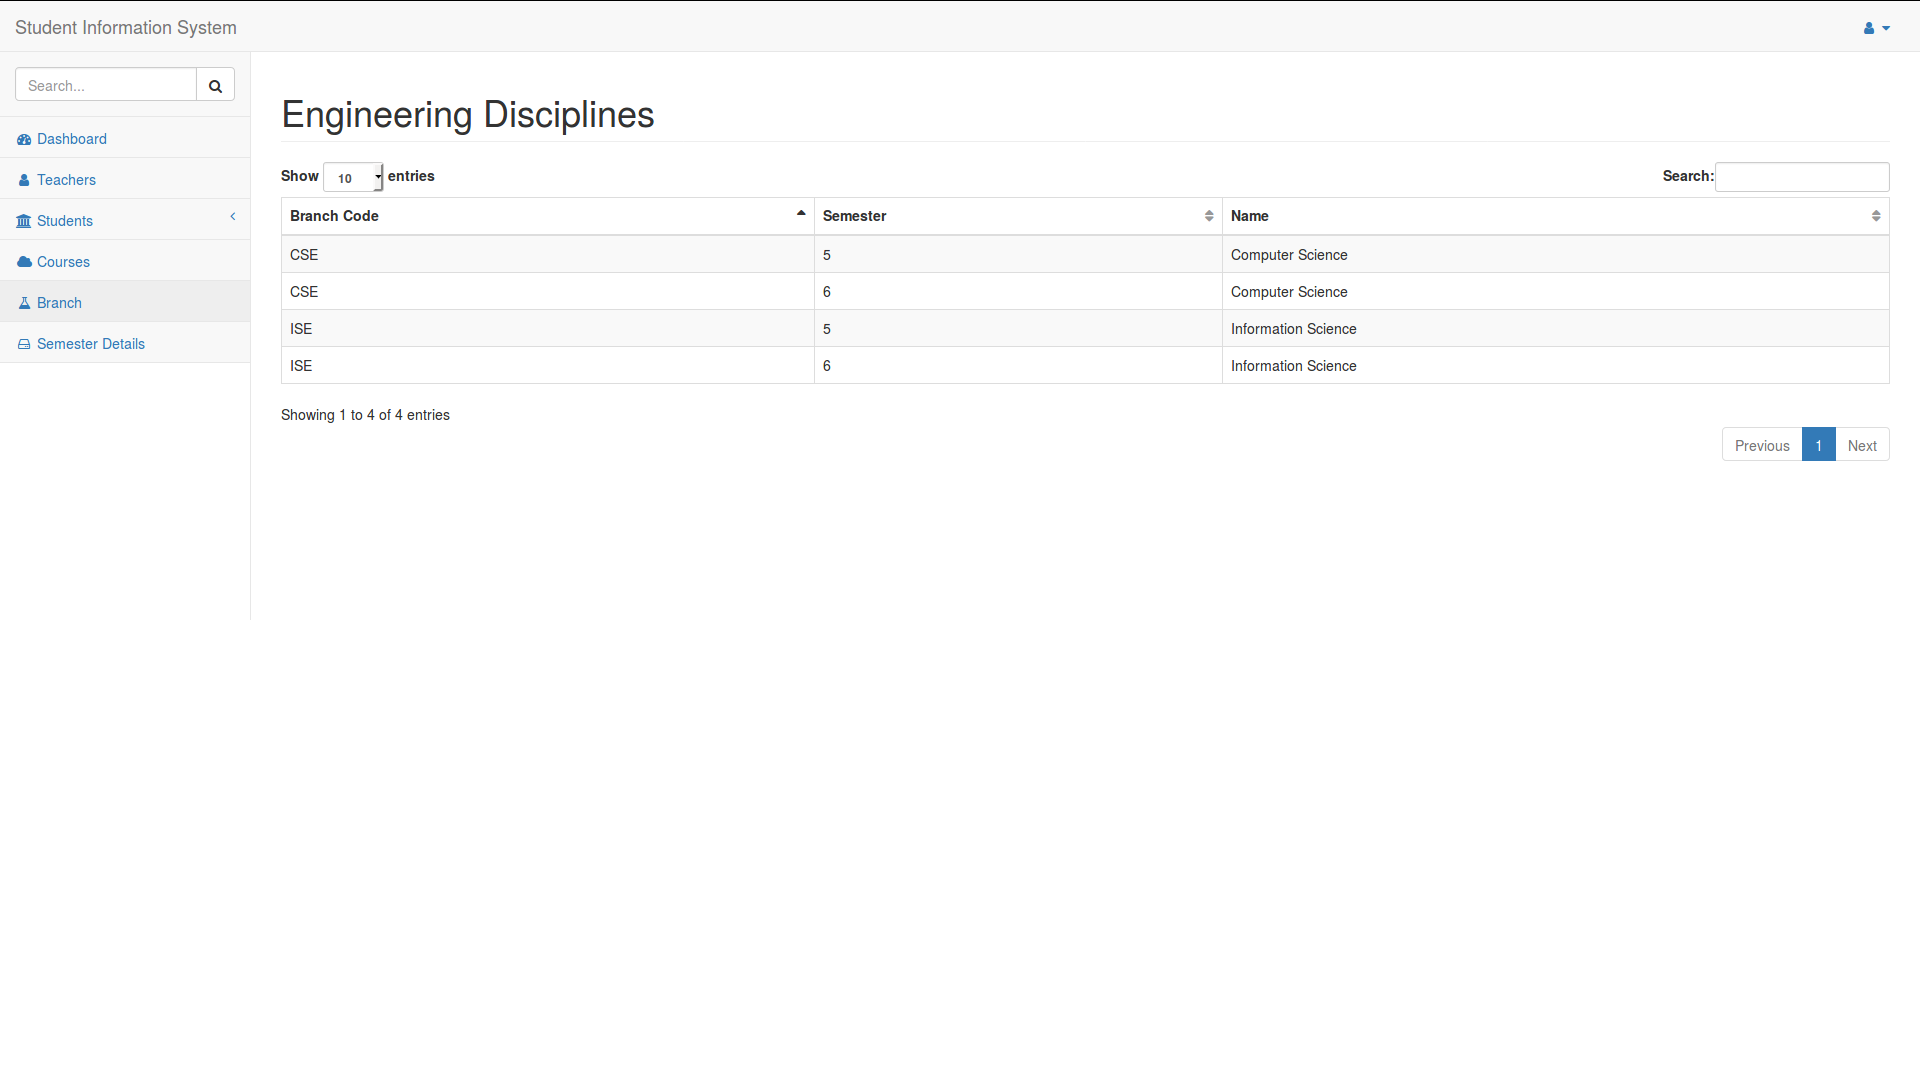 Student Information System
Search...
Dashboard
Teachers
Students
Courses
Branch
Semester Details
Engineering Disciplines
Show 10 entries Search:
Branch Code Semester Name
CSE 5 Computer Science
CSE 6 Computer Science
ISE 5 Information Science
ISE 6 Information Science
Showing 1 to 4 of 4 entries
Previous 1 Next